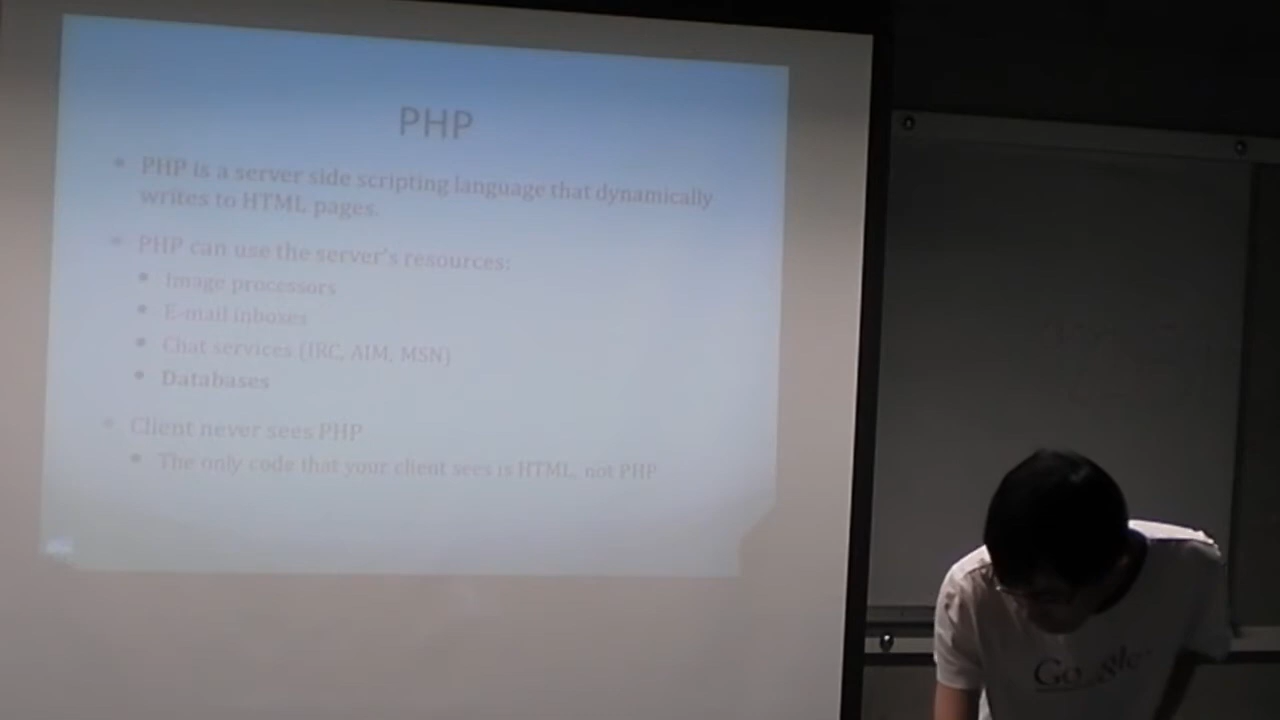 PHP
• PHP is a server side scripting language that dynamically
writes to HTML pages.
• PHP can use the server's resources:
• Image processors
• E-mail inboxes
• Chat services (IRC, AIM, MSN)
• Databases
• Client never sees PHP
• The only code that your client sees is HTML, not PHP
Google